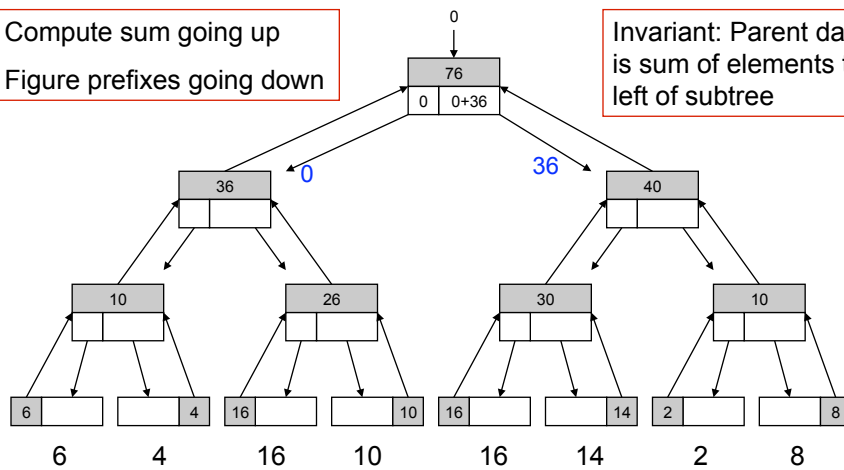 0
Compute sum going up
Figure prefixes going down
Invariant: Parent
is sum of elements
left of subtree
76
0 0+36
0 36
36 40
10 26 30 10
6 4 16 10 16 14 2 8
6 4 16 10 16 14 2 8